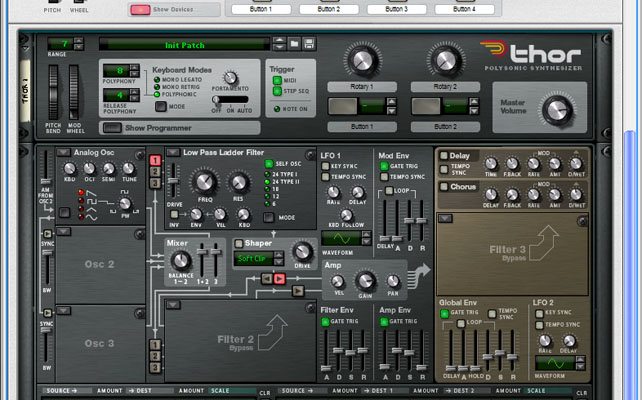 PITCH WHEEL
Show Devices
Button 1 Button 2 Button 3 Button 4
7
RANGE
Init Patch
thor
POLYSONIC SYNTHESIZER
8
POLYPHONY
4
RELEASE
POLYPHONY
Keyboard Modes
MONO LEGATO
MONO RETRIG
POLYPHONIC
MODE
PORTAMENTO
OFF ON AUTO
Trigger
MIDI
STEP SEQ
NOTE ON
Rotary 1 Rotary 2
Button 1 Button 2
Master
Volume
PITCH
BEND
MOD
WHEEL
Show Programmer
Analog Osc
KBD OCT SEMI TUNE
AM
FROM
OSC 2
PW
MOD
SYNC
BW
Osc 2
SYNC
BW
Osc 3
1
2
3
1
2
3
Low Pass Ladder Filter
DRIVE
FREQ
RES
SELF OSC
24 TYPE I
24 TYPE II
18
12
6
MODE
INV ENV VEL KBD
Mixer
BALANCE
1 - 2
1 + 2 3
Shaper
Soft Clip
DRIVE
Filter 2
Bypass
LFO 1
KEY SYNC
TEMPO SYNC
RATE DELAY
KBD FOLLOW
WAVEFORM
Mod Env
GATE TRIG
TEMPO SYNC
LOOP
DELAY A D R
Amp
VEL GAIN PAN
Filter Env
GATE TRIG
A D S R
Amp Env
GATE TRIG
A D S R
Delay
TEMPO
SYNC
MOD
TIME F.BACK RATE AMT D/WET
Chorus
MOD
DELAY F.BACK RATE AMT D/WET
Filter 3
Bypass
Global Env
GATE TRIG
TEMPO
SYNC
LOOP
DELAY A HOLD D S R
LFO 2
KEY SYNC
TEMPO SYNC
RATE DELAY
WAVEFORM
SOURCE AMOUNT DEST AMOUNT SCALE CLR SOURCE AMOUNT DEST 1 AMOUNT DEST 2 AMOUNT SCALE CLR